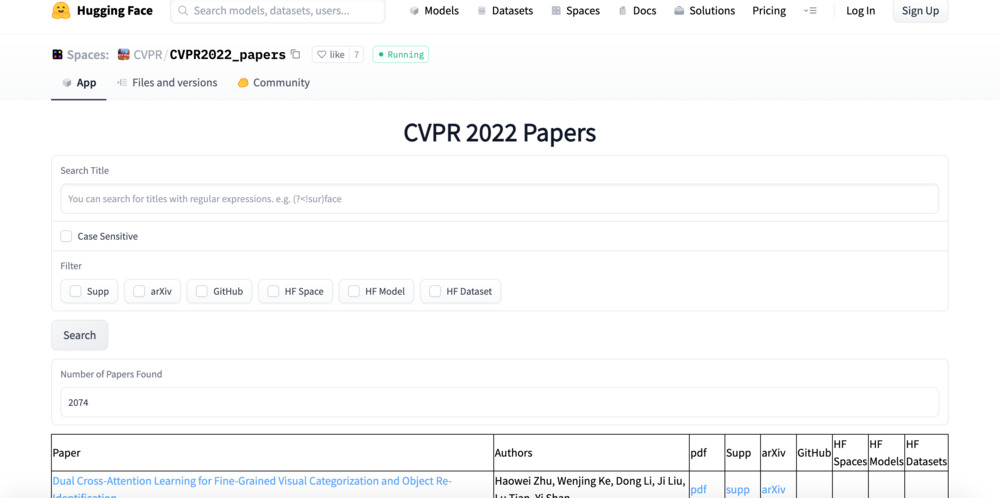 Hugging Face Search models, datasets, users... Models Datasets Spaces Docs Solutions Pricing Log In Sign Up
Spaces: CVPR/CVPR2022_papers like 7 Running
App Files and versions Community
CVPR 2022 Papers
Search Title
You can search for titles with regular expressions. e.g. (?<!sur)face
Case Sensitive
Filter
Supp arXiv GitHub HF Space HF Model HF Dataset
Search
Number of Papers Found
2074
Paper Authors pdf Supp arXiv GitHub HF Spaces HF Models HF Datasets
Dual Cross-Attention Learning for Fine-Grained Visual Categorization and Object Re-
Identification
Haowei Zhu, Wenjing Ke, Dong Li, Ji Liu,
Lu Tian, Yi Shan
pdf supp arXiv